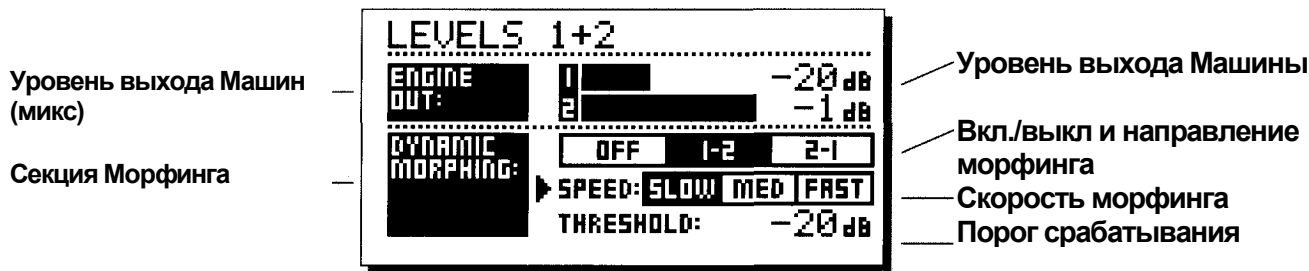 Уровень выхода Машин
(микс)
Секция Морфинга
LEVELS 1+2
ENGINE
OUT:
1 -20 dB
2 -1 dB
DYNAMIC
MORPHING:
OFF 1-2 2-1
SPEED: SLOW MED FAST
THRESHOLD: -20 dB
Уровень выхода Машины
Вкл./выкл и направление
морфинга
Скорость морфинга
Порог срабатывания